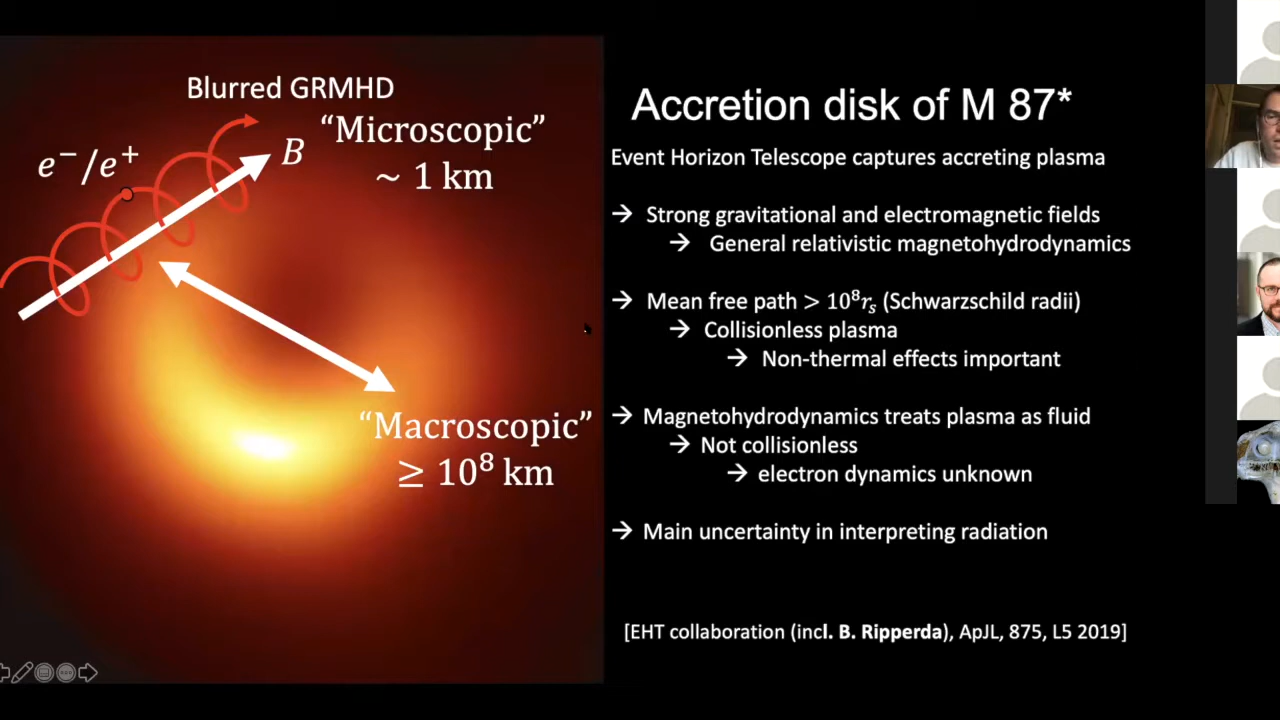 Blurred GRMHD
“Microscopic”
~ 1 km
e⁻/e⁺
B
“Macroscopic”
≥ 10⁸ km
Accretion disk of M 87*
Event Horizon Telescope captures accreting plasma
→ Strong gravitational and electromagnetic fields
→ General relativistic magnetohydrodynamics
→ Mean free path > 10⁸rₛ (Schwarzschild radii)
→ Collisionless plasma
→ Non-thermal effects important
→ Magnetohydrodynamics treats plasma as fluid
→ Not collisionless
→ electron dynamics unknown
→ Main uncertainty in interpreting radiation
[EHT collaboration (incl. B. Ripperda), ApJL, 875, L5 2019]